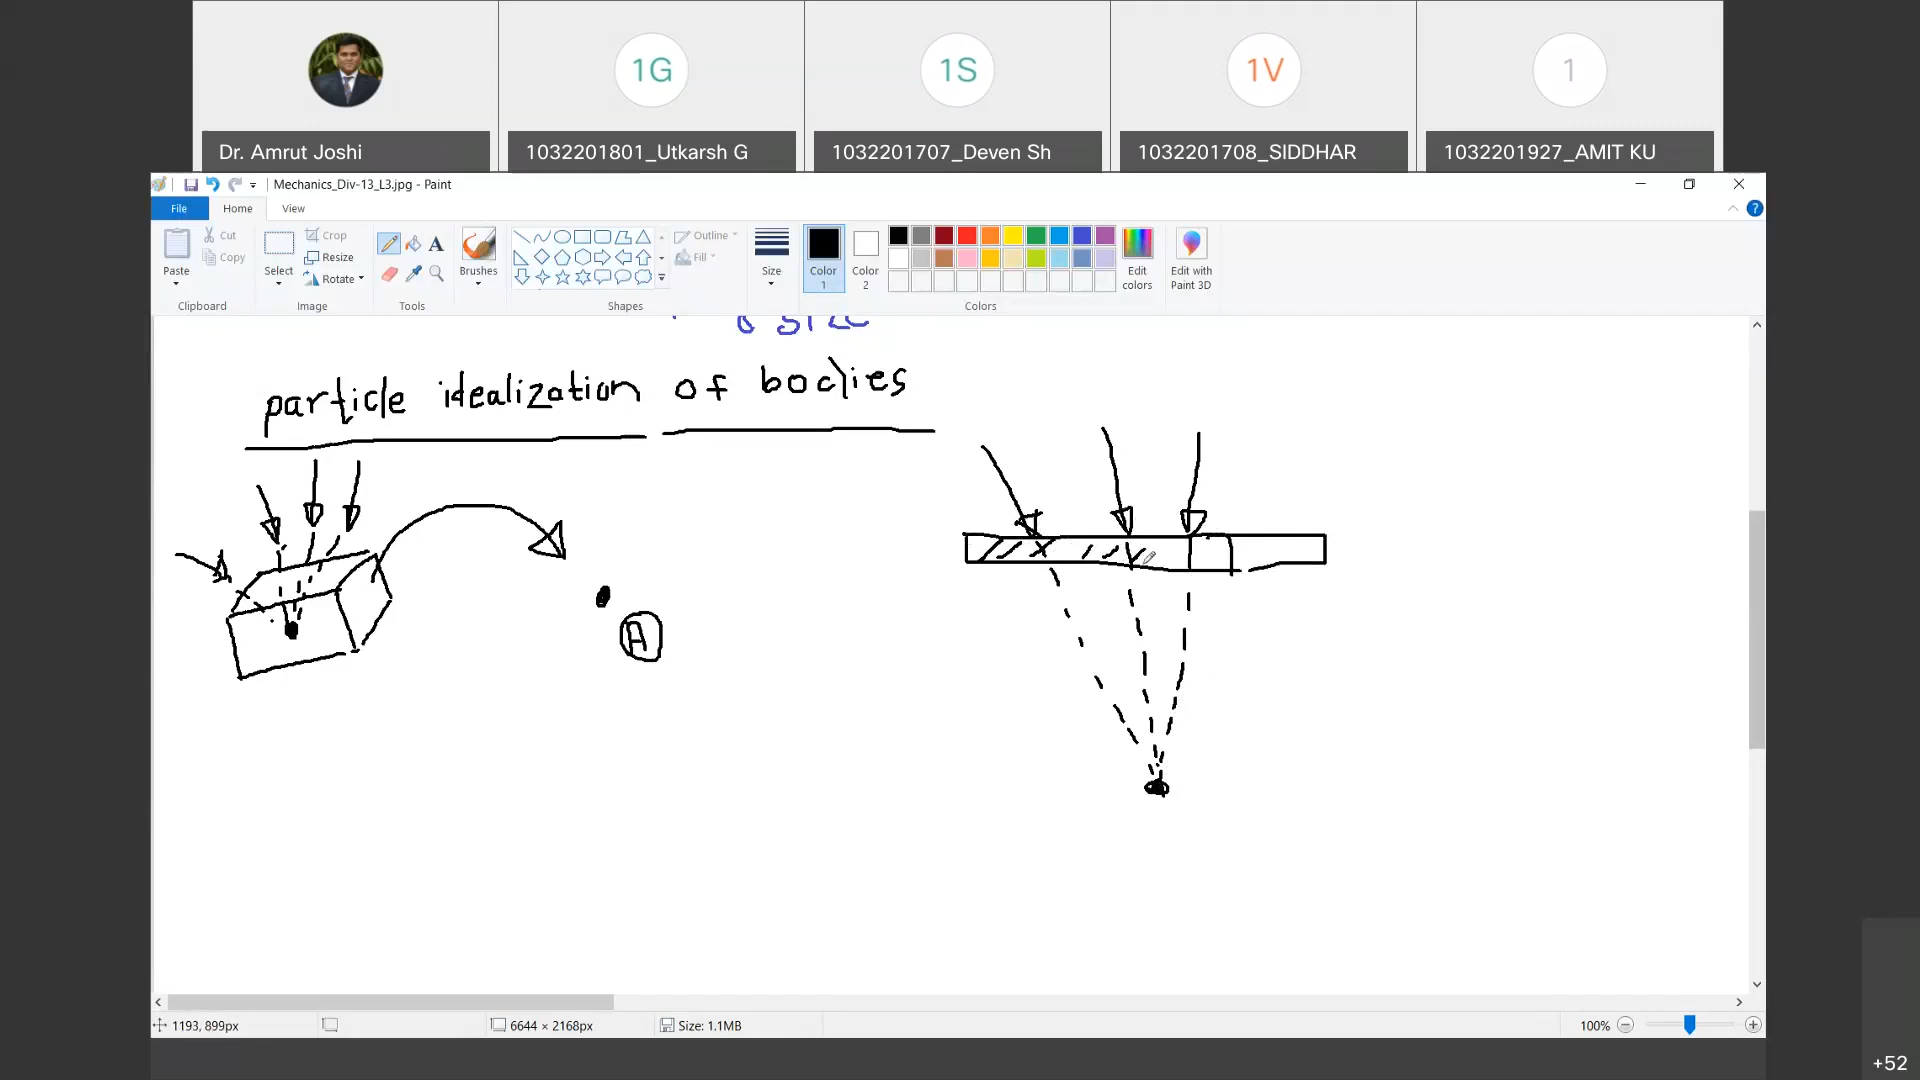 1G
1S
1V
1
Dr. Amrut Joshi
1032201801_Utkarsh G
1032201707_Deven Sh
1032201708_SIDDHAR
1032201927_AMIT KU
Mechanics_Div-13_L3.jpg - Paint
File
Home
View
Paste
Cut
Copy
Clipboard
Select
Crop
Resize
Rotate
Image
A
Tools
Brushes
Outline
Fill
Shapes
Size
Color 1
Color 2
Edit colors
Colors
Edit with Paint 3D
size
particle idealization of bodies
A
1193, 899px
6644 × 2168px
Size: 1.1MB
100%
+52